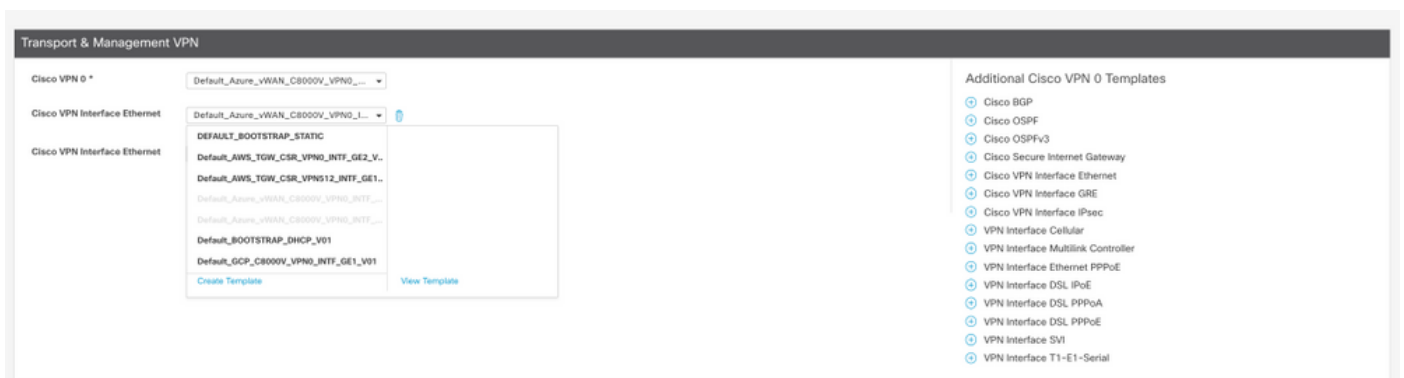 Transport & Management VPN
Cisco VPN 0 *
Default_Azure_vWAN_C8000V_VPN0_...
Cisco VPN Interface Ethernet
Default_Azure_vWAN_C8000V_VPN0_I...
DEFAULT_BOOTSTRAP_STATIC
Cisco VPN Interface Ethernet
Default_AWS_TGW_CSR_VPN0_INTF_GE2_V..
Default_AWS_TGW_CSR_VPN512_INTF_GE1..
Default_Azure_vWAN_C8000V_VPN0_INTF_...
Default_Azure_vWAN_C8000V_VPN0_INTF_...
Default_BOOTSTRAP_DHCP_V01
Default_GCP_C8000V_VPN0_INTF_GE1_V01
Create Template
View Template
Additional Cisco VPN 0 Templates
Cisco BGP
Cisco OSPF
Cisco OSPFv3
Cisco Secure Internet Gateway
Cisco VPN Interface Ethernet
Cisco VPN Interface GRE
Cisco VPN Interface IPsec
VPN Interface Cellular
VPN Interface Multilink Controller
VPN Interface Ethernet PPPoE
VPN Interface DSL IPoE
VPN Interface DSL PPPoA
VPN Interface DSL PPPoE
VPN Interface SVI
VPN Interface T1-E1-Serial